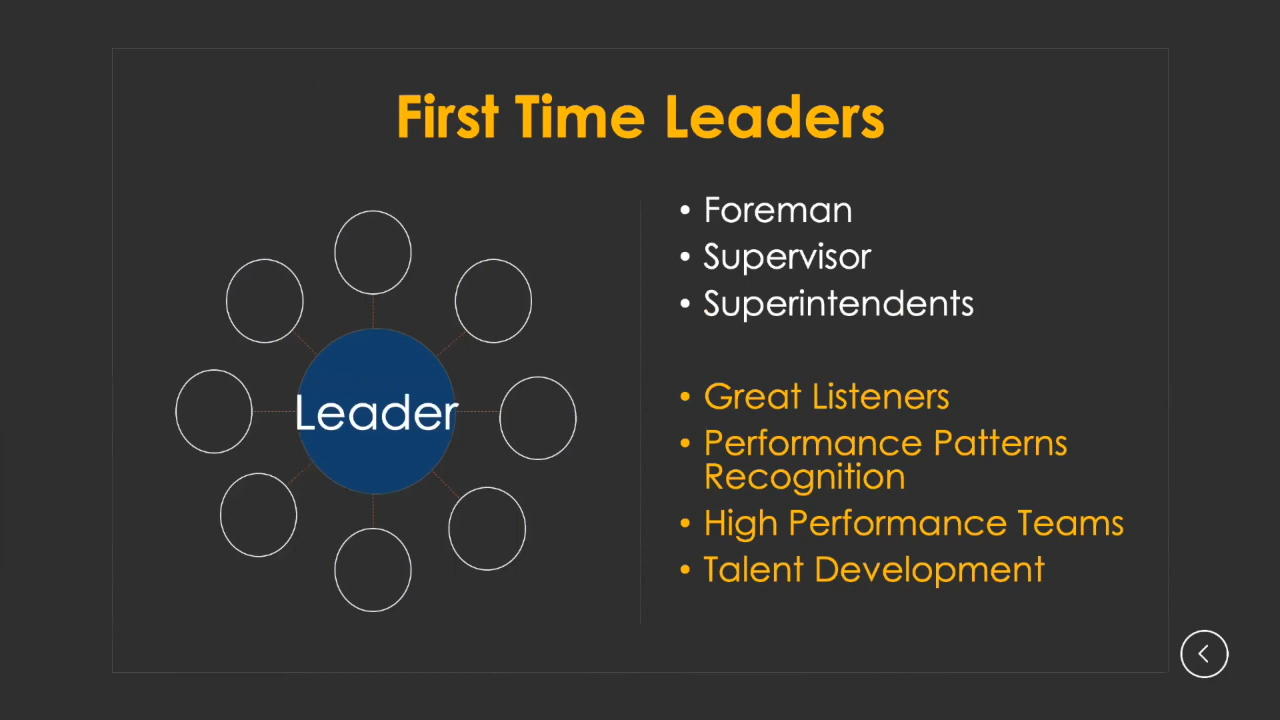 First Time Leaders
Leader
• Foreman
• Supervisor
• Superintendents
• Great Listeners
• Performance Patterns
Recognition
• High Performance Teams
• Talent Development